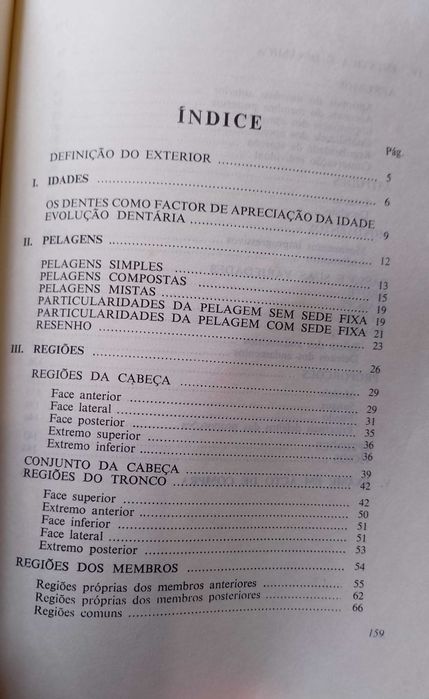 ÍNDICE
Pág.
DEFINIÇÃO DO EXTERIOR ........ 5
I. IDADES ........ 6
OS DENTES COMO FACTOR DE APRECIAÇÃO DA IDADE
EVOLUÇÃO DENTÁRIA ........ 9
II. PELAGENS ........ 12
PELAGENS SIMPLES ........ 13
PELAGENS COMPOSTAS ........ 15
PELAGENS MISTAS ........ 19
PARTICULARIDADES DA PELAGEM SEM SEDE FIXA 19
PARTICULARIDADES DA PELAGEM COM SEDE FIXA 21
RESENHO ........ 23
III. REGIÕES ........ 26
REGIÕES DA CABEÇA ........ 29
Face anterior ........ 29
Face lateral ........ 31
Face posterior ........ 35
Extremo superior ........ 36
Extremo inferior ........ 36
CONJUNTO DA CABEÇA ........ 39
REGIÕES DO TRONCO ........ 42
Face superior ........ 42
Extremo anterior ........ 50
Face inferior ........ 51
Face lateral ........ 51
Extremo posterior ........ 53
REGIÕES DOS MEMBROS ........ 54
Regiões próprias dos membros anteriores ........ 55
Regiões próprias dos membros posteriores ........ 62
Regiões comuns ........ 66
159